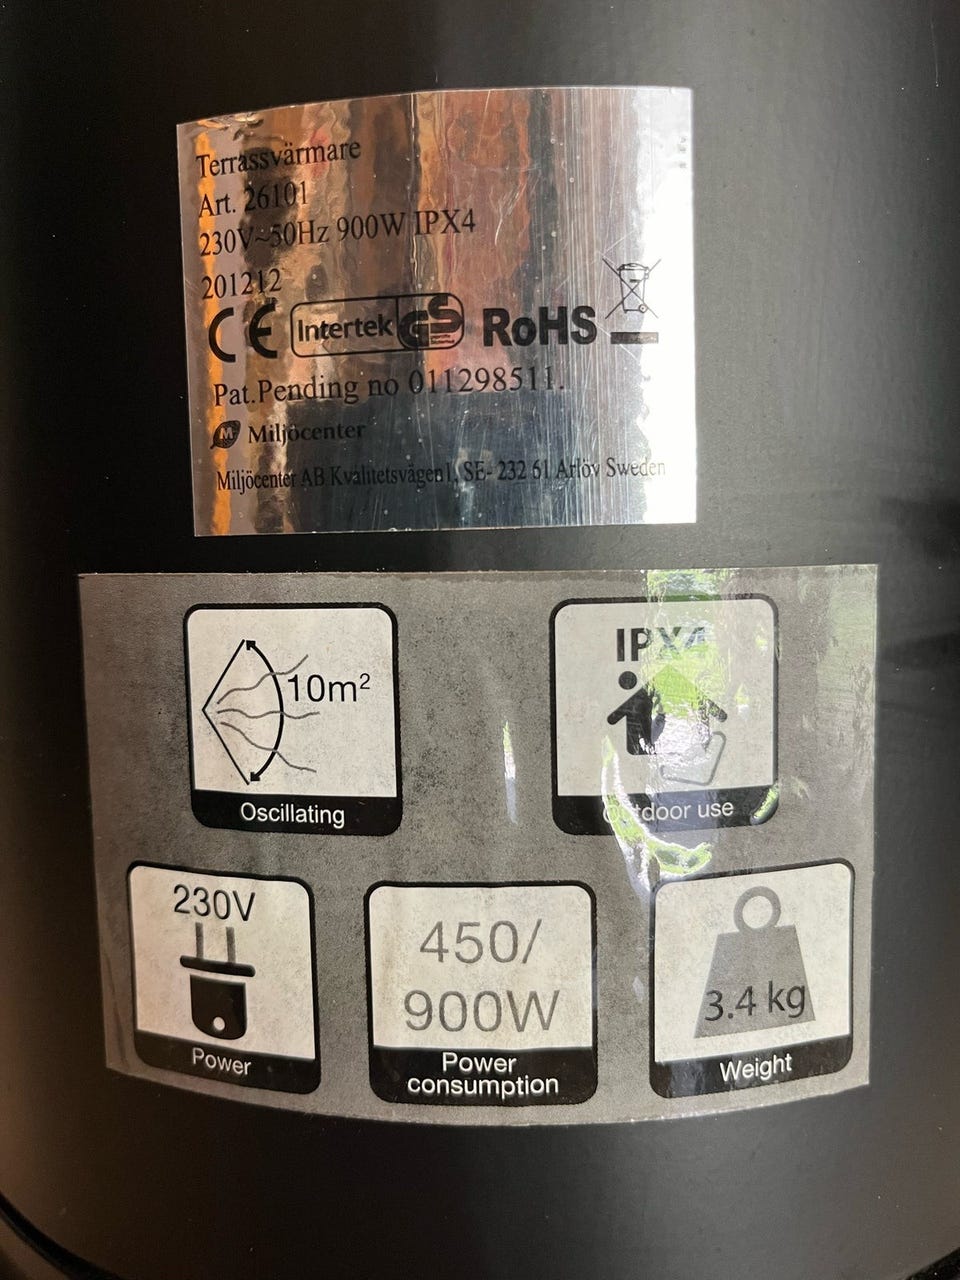 Terrassvärmare
Art. 26101
230V~50Hz 900W IPX4
201212
CE Intertek GS RoHS
Pat.Pending no 011298511.
M Miljöcenter
Miljöcenter AB Kvalitetsvägen1, SE- 232 61 Arlöv Sweden
10m²
Oscillating
IPX4
Outdoor use
230V
Power
450/
900W
Power
consumption
3.4 kg
Weight